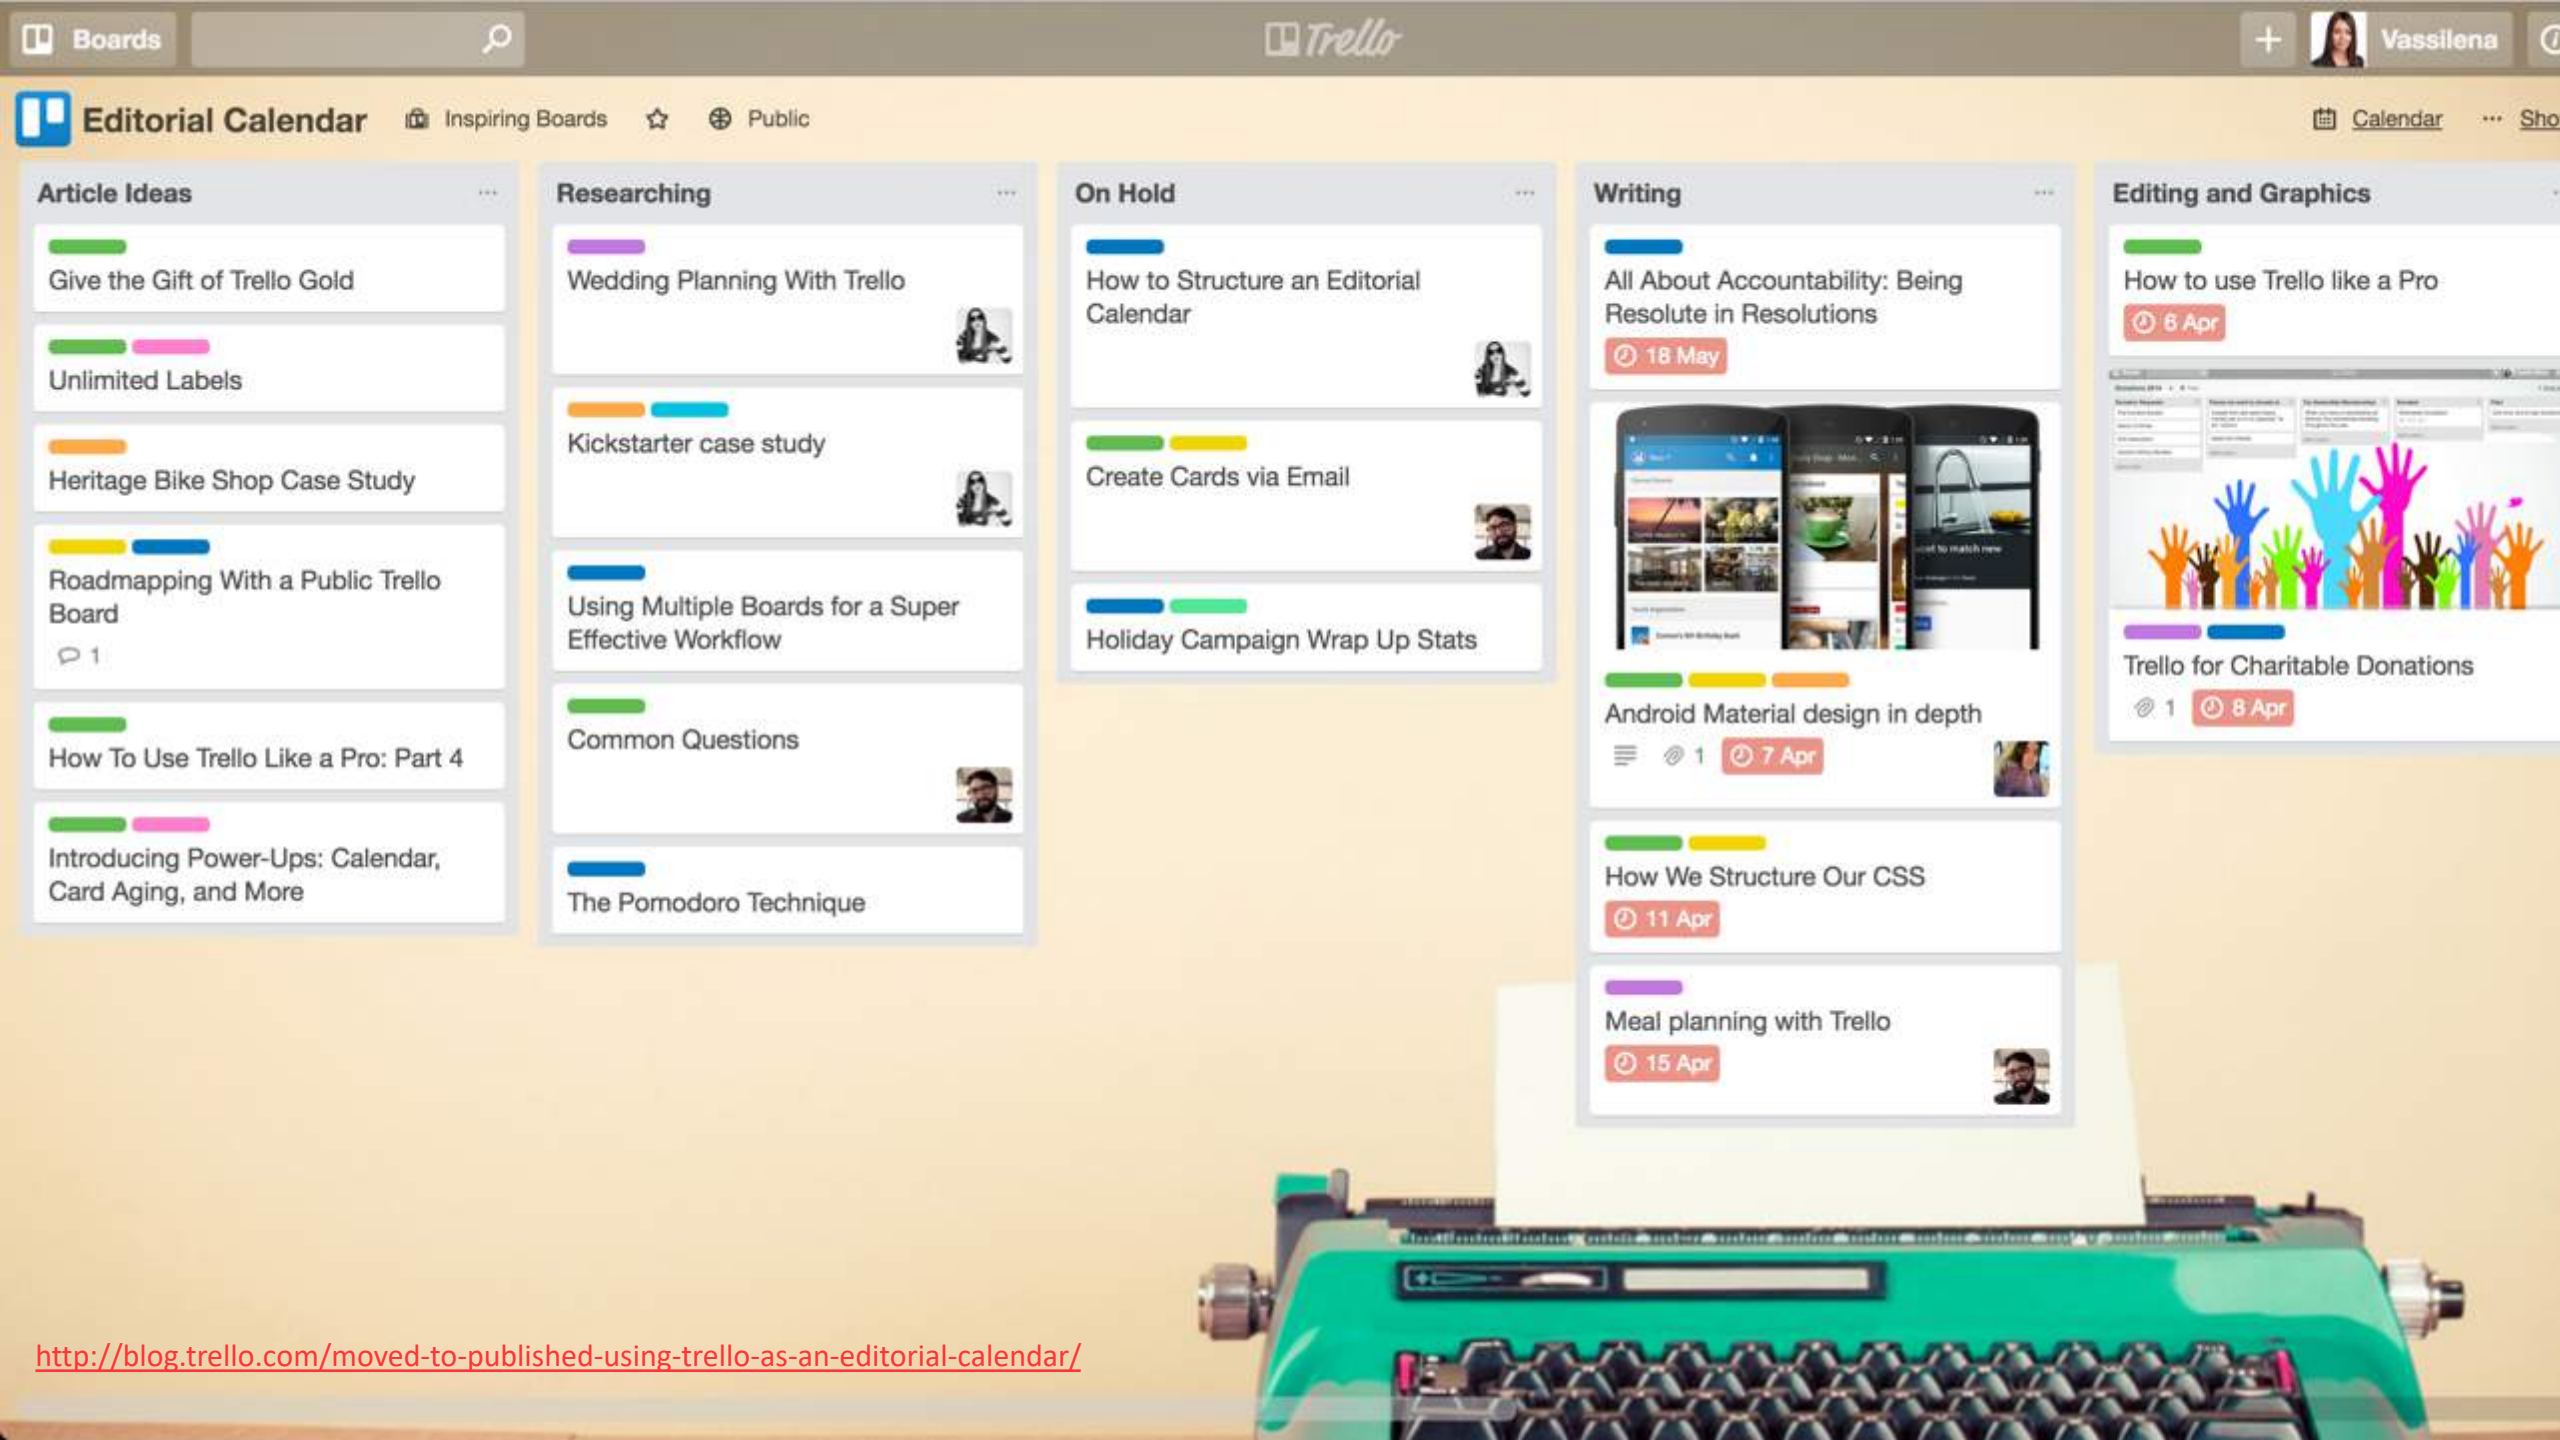 Boards
Trello
Vassilena
Editorial Calendar
Inspiring Boards
Public
Calendar
Sho
Article Ideas
Give the Gift of Trello Gold
Unlimited Labels
Heritage Bike Shop Case Study
Roadmapping With a Public Trello
Board
1
How To Use Trello Like a Pro: Part 4
Introducing Power-Ups: Calendar,
Card Aging, and More
Researching
Wedding Planning With Trello
Kickstarter case study
Using Multiple Boards for a Super
Effective Workflow
Common Questions
The Pomodoro Technique
On Hold
How to Structure an Editorial
Calendar
Create Cards via Email
Holiday Campaign Wrap Up Stats
Writing
All About Accountability: Being
Resolute in Resolutions
18 May
Android Material design in depth
1
7 Apr
How We Structure Our CSS
11 Apr
Meal planning with Trello
15 Apr
Editing and Graphics
How to use Trello like a Pro
6 Apr
Trello for Charitable Donations
1
8 Apr
http://blog.trello.com/moved-to-published-using-trello-as-an-editorial-calendar/